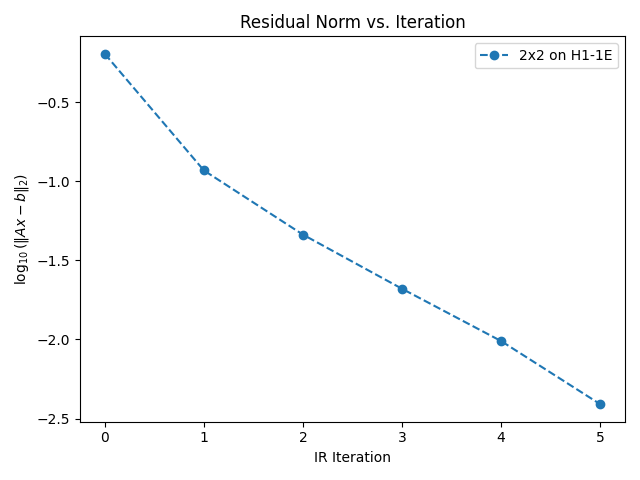 Residual Norm vs. Iteration
2x2 on H1-1E
−0.5
−1.0
−1.5
−2.0
−2.5
log₁₀(‖Ax − b‖₂)
0 1 2 3 4 5
IR Iteration